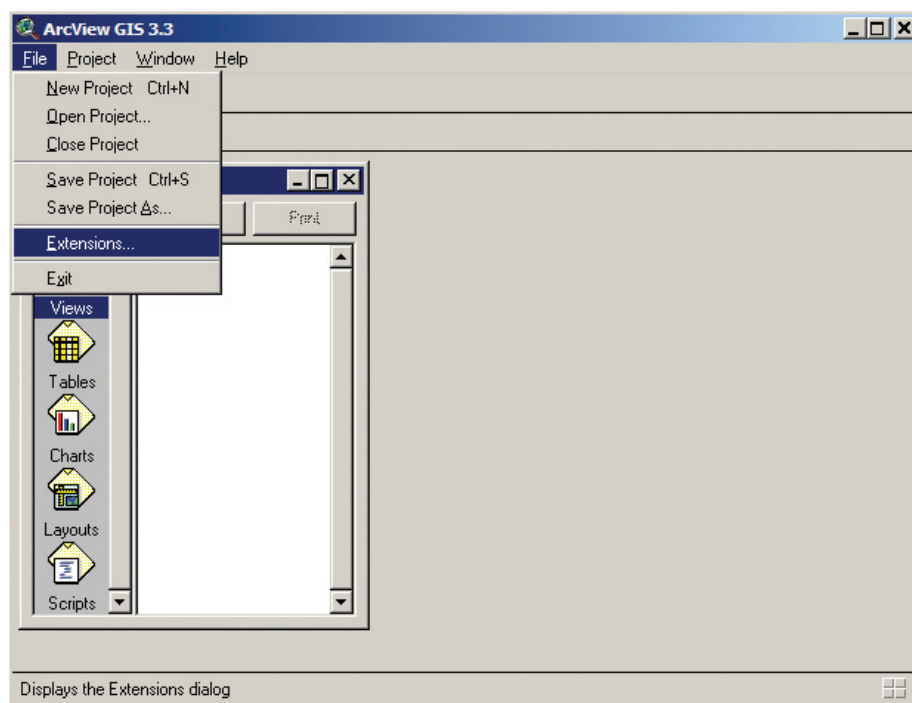 ArcView GIS 3.3
File Project Window Help
New Project Ctrl+N
Open Project...
Close Project
Save Project Ctrl+S
Save Project As...
Extensions...
Exit
Print
Views
Tables
Charts
Layouts
Scripts
Displays the Extensions dialog